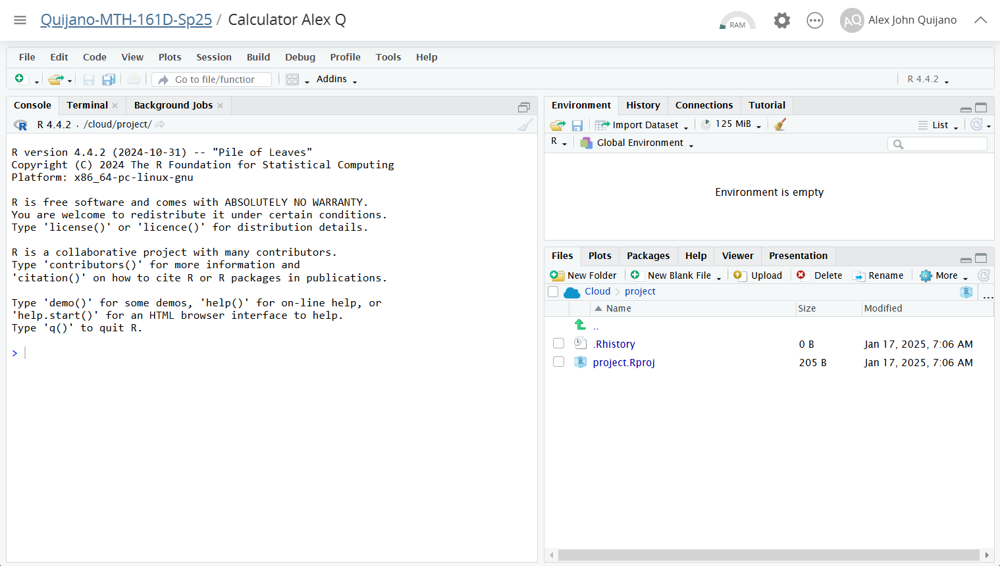 Quijano-MTH-161D-Sp25 / Calculator Alex Q
RAM
AQ Alex John Quijano
File Edit Code View Plots Session Build Debug Profile Tools Help
Go to file/function Addins R 4.4.2
Console Terminal Background Jobs
R R 4.4.2 · /cloud/project/
R version 4.4.2 (2024-10-31) -- "Pile of Leaves"
Copyright (C) 2024 The R Foundation for Statistical Computing
Platform: x86_64-pc-linux-gnu
R is free software and comes with ABSOLUTELY NO WARRANTY.
You are welcome to redistribute it under certain conditions.
Type 'license()' or 'licence()' for distribution details.
R is a collaborative project with many contributors.
Type 'contributors()' for more information and
'citation()' on how to cite R or R packages in publications.
Type 'demo()' for some demos, 'help()' for on-line help, or
'help.start()' for an HTML browser interface to help.
Type 'q()' to quit R.
>
Environment History Connections Tutorial
Import Dataset 125 MiB List
R Global Environment
Environment is empty
Files Plots Packages Help Viewer Presentation
New Folder New Blank File Upload Delete Rename More
Cloud project R ...
Name Size Modified
..
.Rhistory 0 B Jan 17, 2025, 7:06 AM
R project.Rproj 205 B Jan 17, 2025, 7:06 AM